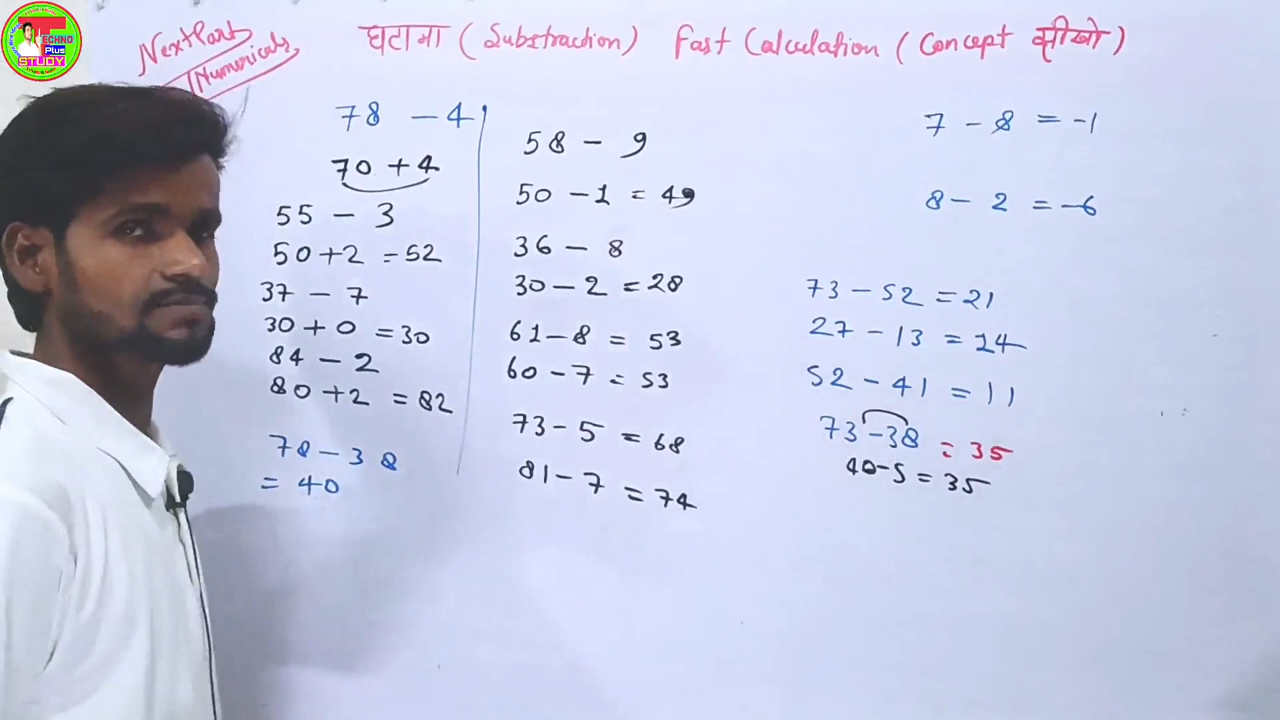 TECHNO
Plus
STUDY
Next Part
Numericals
घटाना (Substraction) Fast Calculation (Concept सीखो)
78 - 4
70 + 4
55 - 3
50 + 2 = 52
37 - 7
30 + 0 = 30
84 - 2
80 + 2 = 82
78 - 38
= 40
58 - 9
50 - 1 = 49
36 - 8
30 - 2 = 28
61 - 8 = 53
60 - 7 = 53
73 - 5 = 68
81 - 7 = 74
7 - 8 = -1
8 - 2 = -6
73 - 52 = 21
27 - 13 = 14
52 - 41 = 11
73 - 38 = 35
40 - 5 = 35